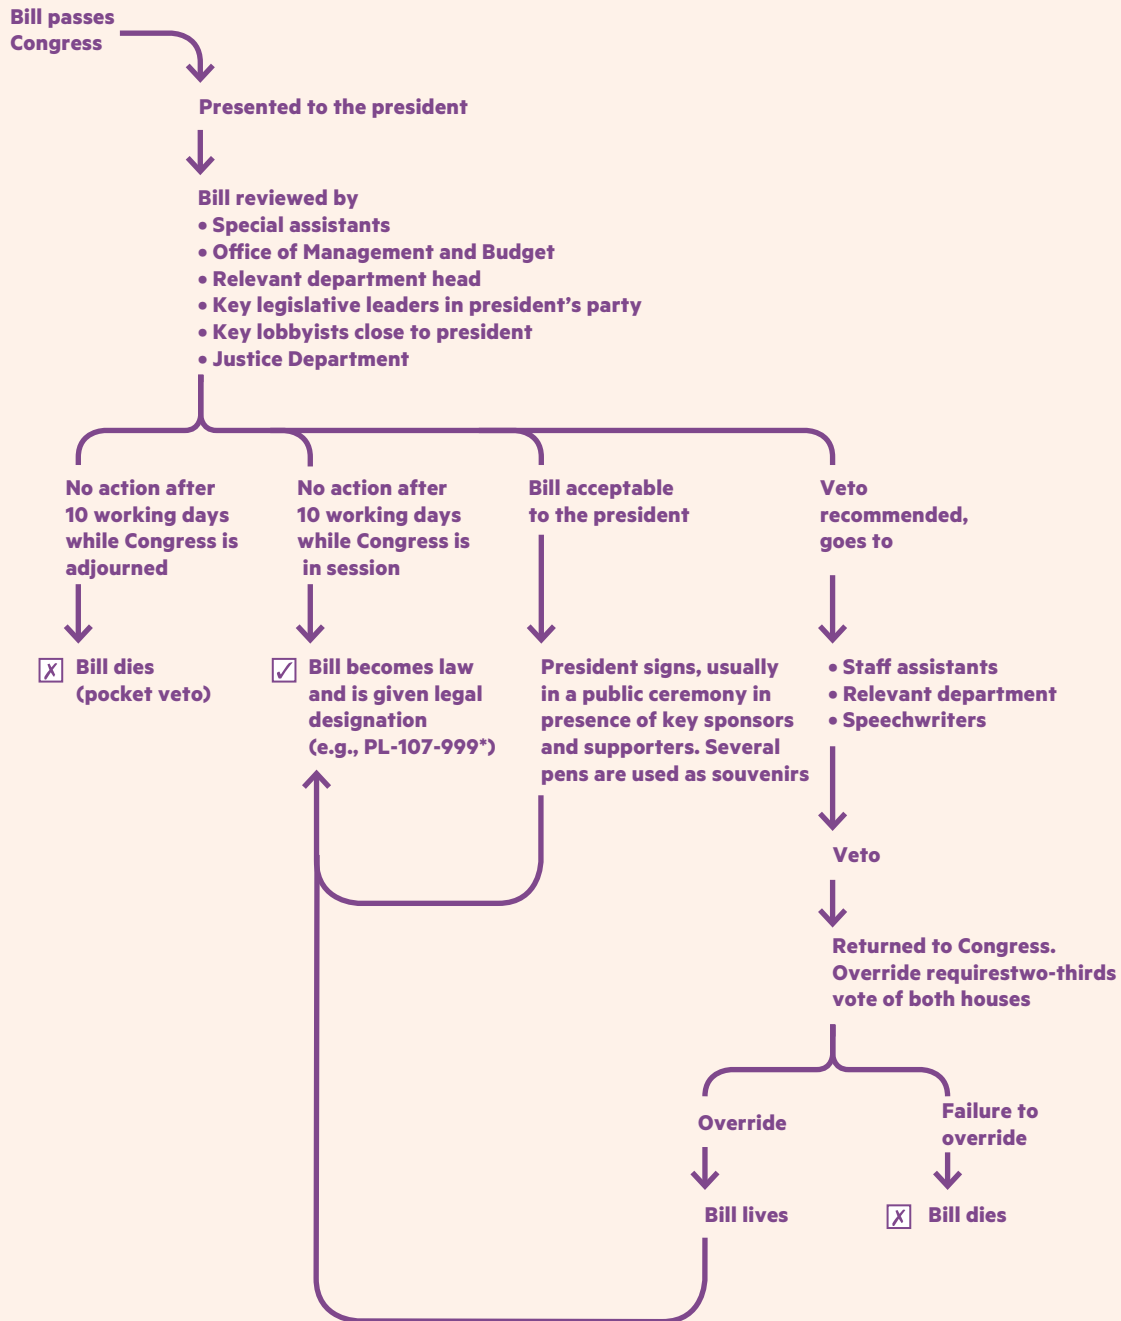 Bill passes
Congress
Presented to the president
Bill reviewed by
• Special assistants
• Office of Management and Budget
• Relevant department head
• Key legislative leaders in president’s party
• Key lobbyists close to president
• Justice Department
No action after
10 working days
while Congress is
adjourned
No action after
10 working days
while Congress is
in session
Bill acceptable
to the president
Veto
recommended,
goes to
Bill dies
(pocket veto)
Bill becomes law
and is given legal
designation
(e.g., PL-107-999*)
President signs, usually
in a public ceremony in
presence of key sponsors
and supporters. Several
pens are used as souvenirs
• Staff assistants
• Relevant department
• Speechwriters
Veto
Returned to Congress.
Override requirestwo-thirds
vote of both houses
Override
Failure to
override
Bill lives
Bill dies